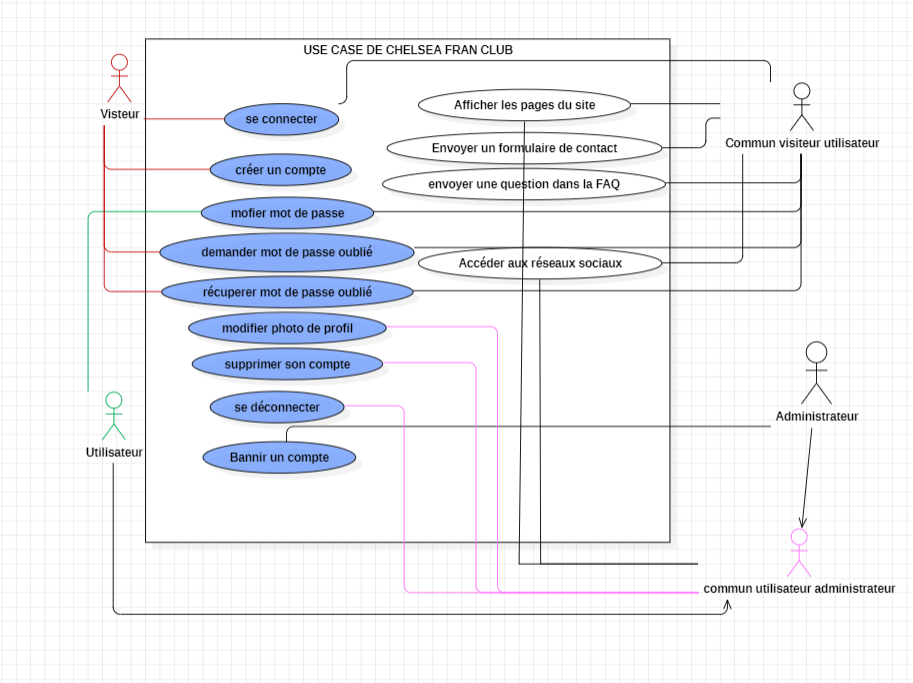 USE CASE DE CHELSEA FRAN CLUB
Visteur
se connecter
Afficher les pages du site
Commun visiteur utilisateur
Envoyer un formulaire de contact
créer un compte
envoyer une question dans la FAQ
mofier mot de passe
demander mot de passe oublié
Accéder aux réseaux sociaux
récuperer mot de passe oublié
modifier photo de profil
supprimer son compte
se déconnecter
Administrateur
Utilisateur
Bannir un compte
commun utilisateur administrateur